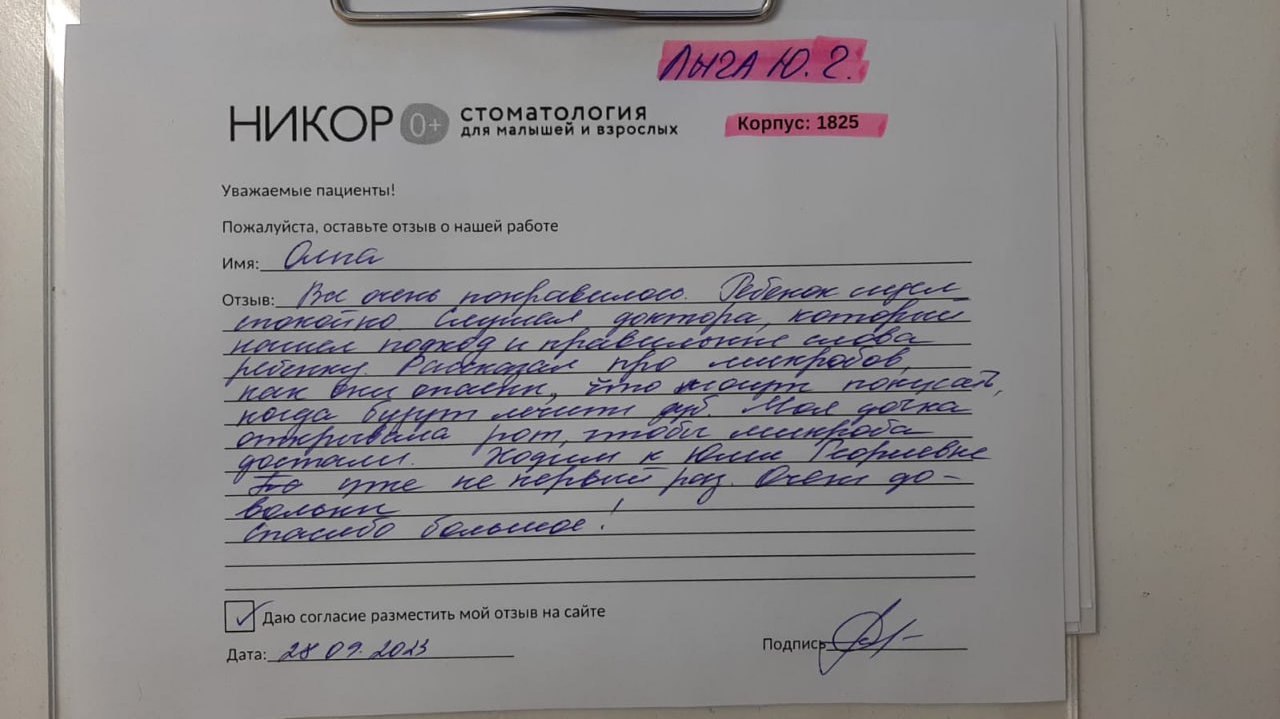 Лыга Ю. Г.
НИКОР 0+ СТОМАТОЛОГИЯ
ДЛЯ МАЛЫШЕЙ И ВЗРОСЛЫХ
Корпус: 1825
Уважаемые пациенты!
Пожалуйста, оставьте отзыв о нашей работе
Имя: Ольга
Отзыв: Все очень понравилось. Ребенок сидел
спокойно. Слушал доктора, который
нашел подход и правильные слова
ребенку. Рассказал про микробов,
как они опасны, что могут покусать,
когда будут лечить зуб. Моя дочка
открывала рот, чтобы микроба
достали. Ходим к Юлии Георгиевне
уже не первый раз. Очень до-
вольны
Спасибо большое!
Даю согласие разместить мой отзыв на сайте
Дата: 28 09. 2023
Подпись